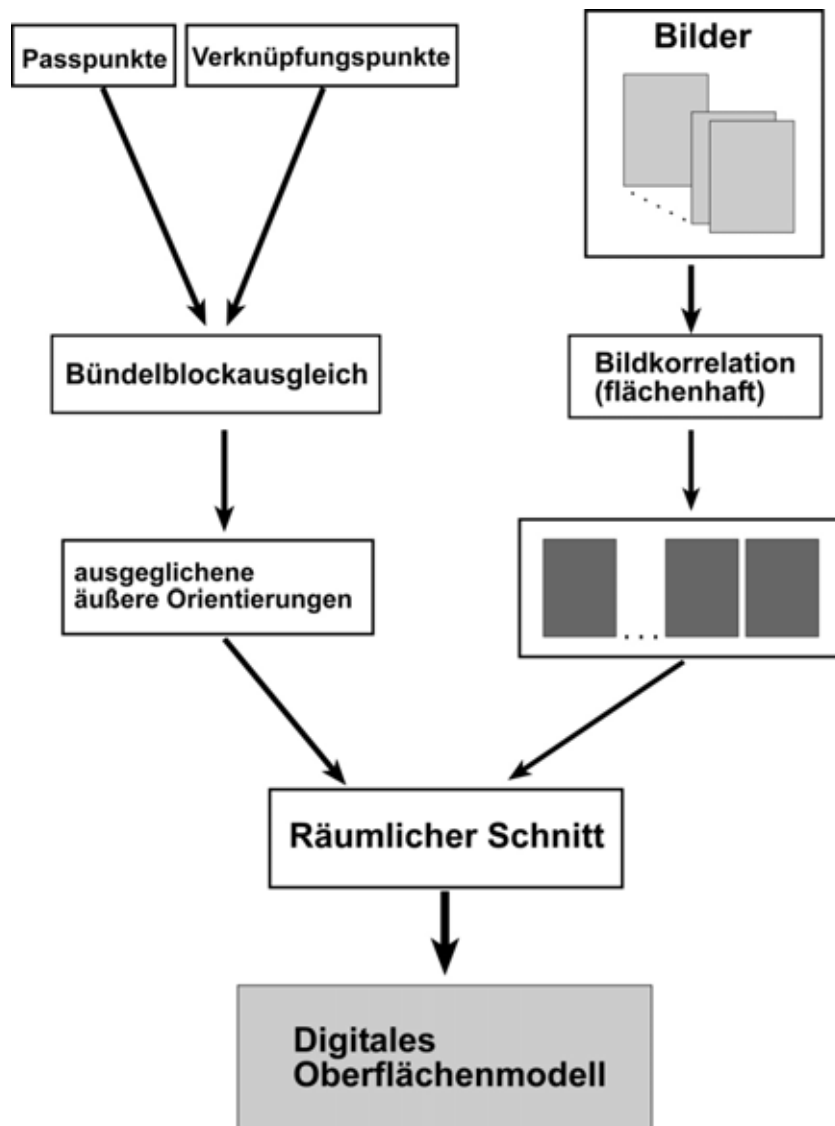 Passpunkte
Verknüpfungspunkte
Bilder
Bündelblockausgleich
Bildkorrelation
(flächenhaft)
ausgeglichene
äußere Orientierungen
Räumlicher Schnitt
Digitales
Oberflächenmodell